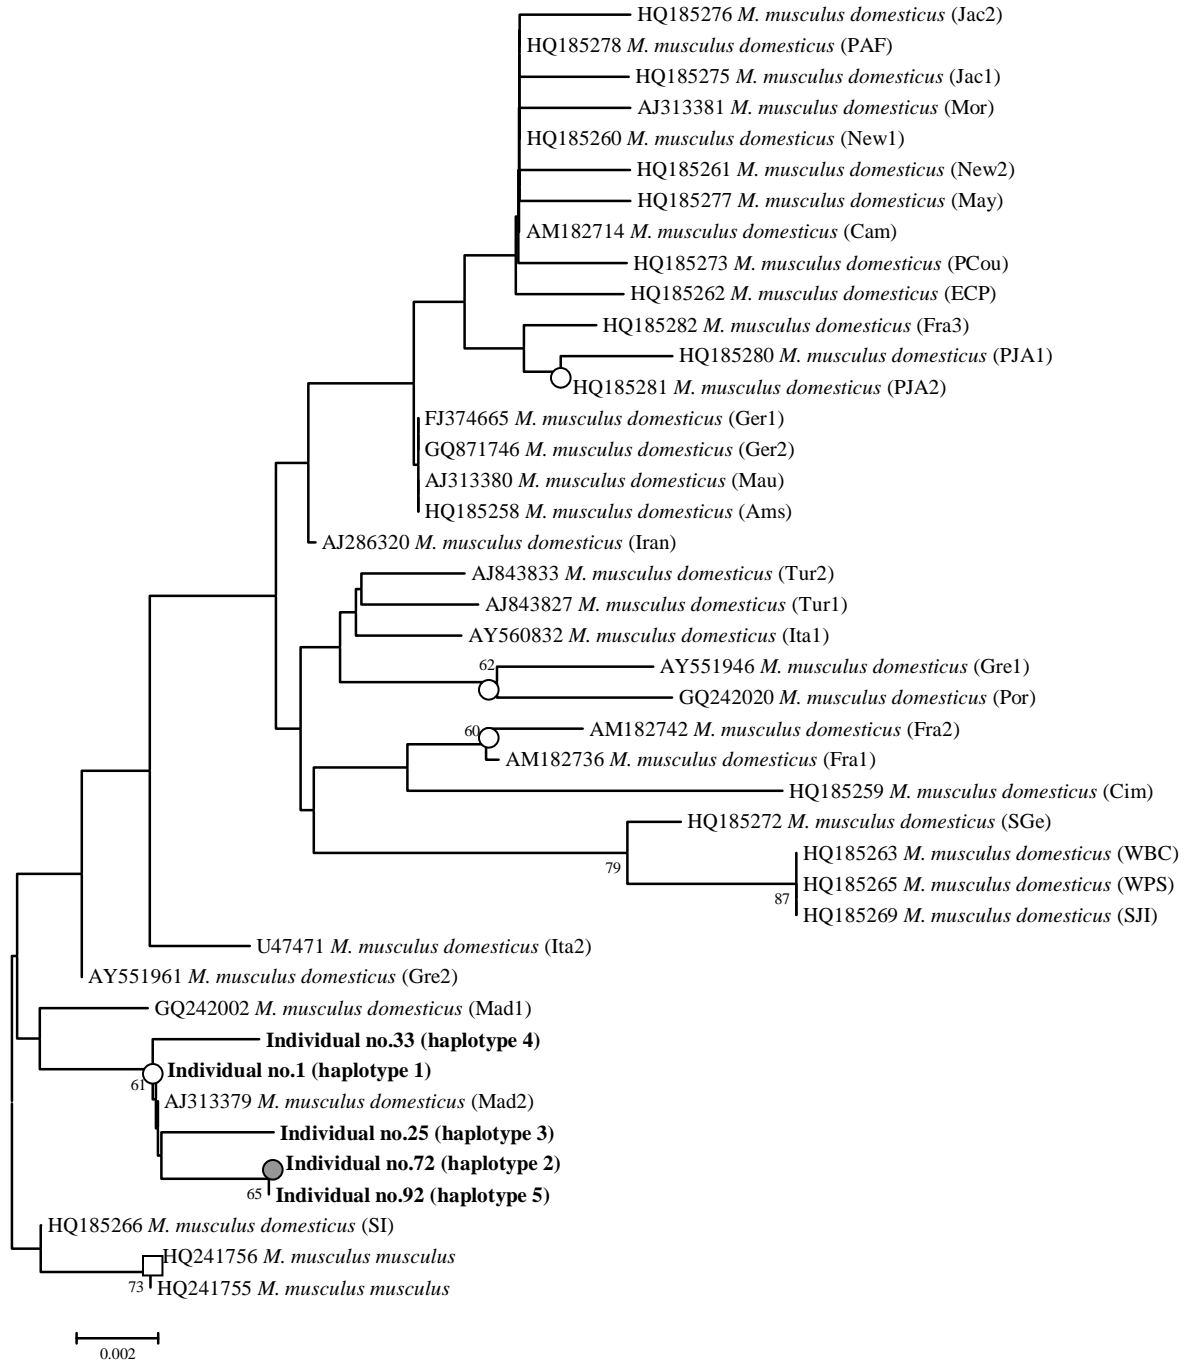 HQ185276 M. musculus domesticus (Jac2)
HQ185278 M. musculus domesticus (PAF)
HQ185275 M. musculus domesticus (Jac1)
AJ313381 M. musculus domesticus (Mor)
HQ185260 M. musculus domesticus (New1)
HQ185261 M. musculus domesticus (New2)
HQ185277 M. musculus domesticus (May)
AM182714 M. musculus domesticus (Cam)
HQ185273 M. musculus domesticus (PCou)
HQ185262 M. musculus domesticus (ECP)
HQ185282 M. musculus domesticus (Fra3)
HQ185280 M. musculus domesticus (PJA1)
HQ185281 M. musculus domesticus (PJA2)
FJ374665 M. musculus domesticus (Ger1)
GQ871746 M. musculus domesticus (Ger2)
AJ313380 M. musculus domesticus (Mau)
HQ185258 M. musculus domesticus (Ams)
AJ286320 M. musculus domesticus (Iran)
AJ843833 M. musculus domesticus (Tur2)
AJ843827 M. musculus domesticus (Tur1)
AY560832 M. musculus domesticus (Ita1)
62 AY551946 M. musculus domesticus (Gre1)
GQ242020 M. musculus domesticus (Por)
60 AM182742 M. musculus domesticus (Fra2)
AM182736 M. musculus domesticus (Fra1)
HQ185259 M. musculus domesticus (Cim)
HQ185272 M. musculus domesticus (SGe)
HQ185263 M. musculus domesticus (WBC)
79
HQ185265 M. musculus domesticus (WPS)
87
HQ185269 M. musculus domesticus (SJI)
U47471 M. musculus domesticus (Ita2)
AY551961 M. musculus domesticus (Gre2)
GQ242002 M. musculus domesticus (Mad1)
Individual no.33 (haplotype 4)
Individual no.1 (haplotype 1)
61
AJ313379 M. musculus domesticus (Mad2)
Individual no.25 (haplotype 3)
Individual no.72 (haplotype 2)
65 Individual no.92 (haplotype 5)
HQ185266 M. musculus domesticus (SI)
HQ241756 M. musculus musculus
73 HQ241755 M. musculus musculus
0.002